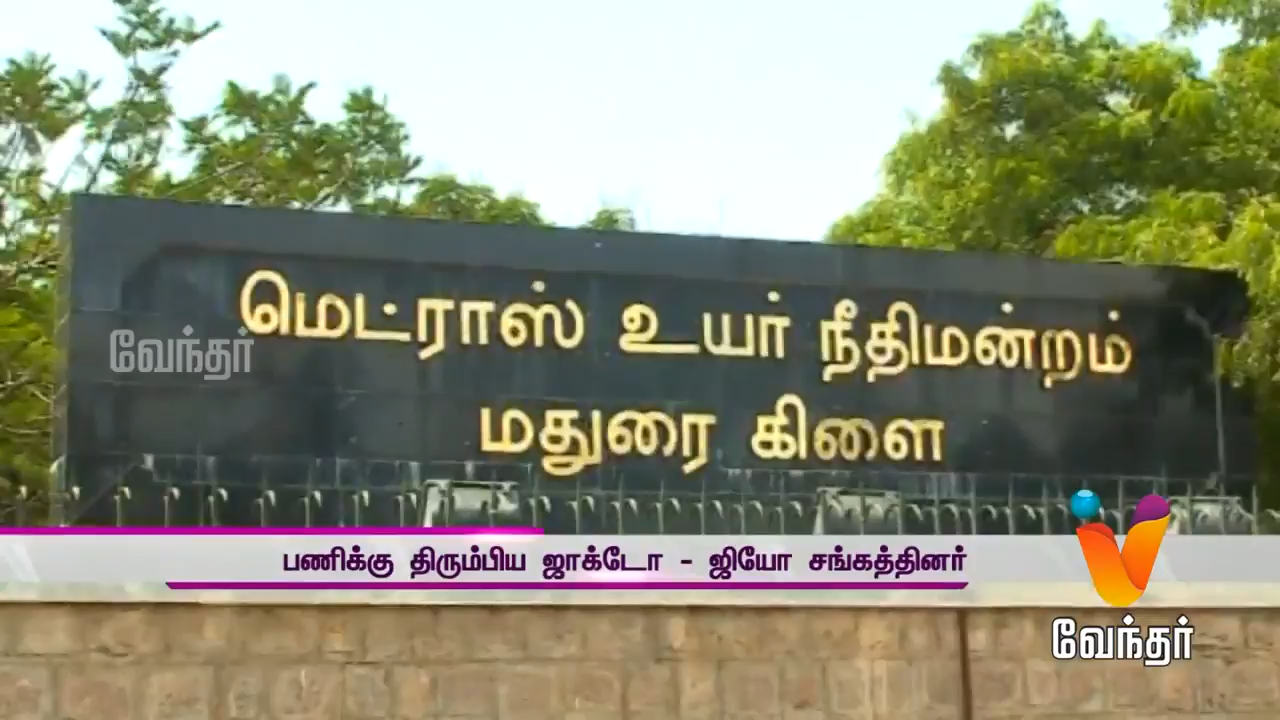 மெட்ராஸ் உயர் நீதிமன்றம்
வேந்தர்
மதுரை கிளை
பணிக்கு திரும்பிய ஜாக்டோ - ஜியோ சங்கத்தினர்
வேந்தர்